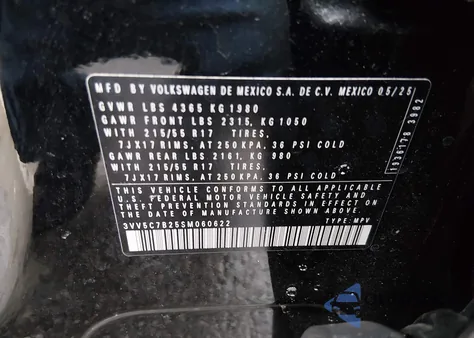 MFD BY VOLKSWAGEN DE MEXICO S.A. DE C.V. MEXICO 05/25
GVWR LBS 4365 KG 1980
GAWR FRONT LBS 2315, KG 1050
WITH 215/55 R17 TIRES,
7JX17 RIMS, AT 250 KPA, 36 PSI COLD
GAWR REAR LBS 2161, KG 980
WITH 215/55 R17 TIRES,
7JX17 RIMS, AT 250 KPA, 36 PSI COLD
THIS VEHICLE CONFORMS TO ALL APPLICABLE
U.S. FEDERAL MOTOR VEHICLE SAFETY AND
THEFT PREVENTION STANDARDS IN EFFECT ON
THE DATE OF MANUFACTURE SHOWN ABOVE.
3VV5C7B25SM060622 TYPE: MPV
1936178 3982